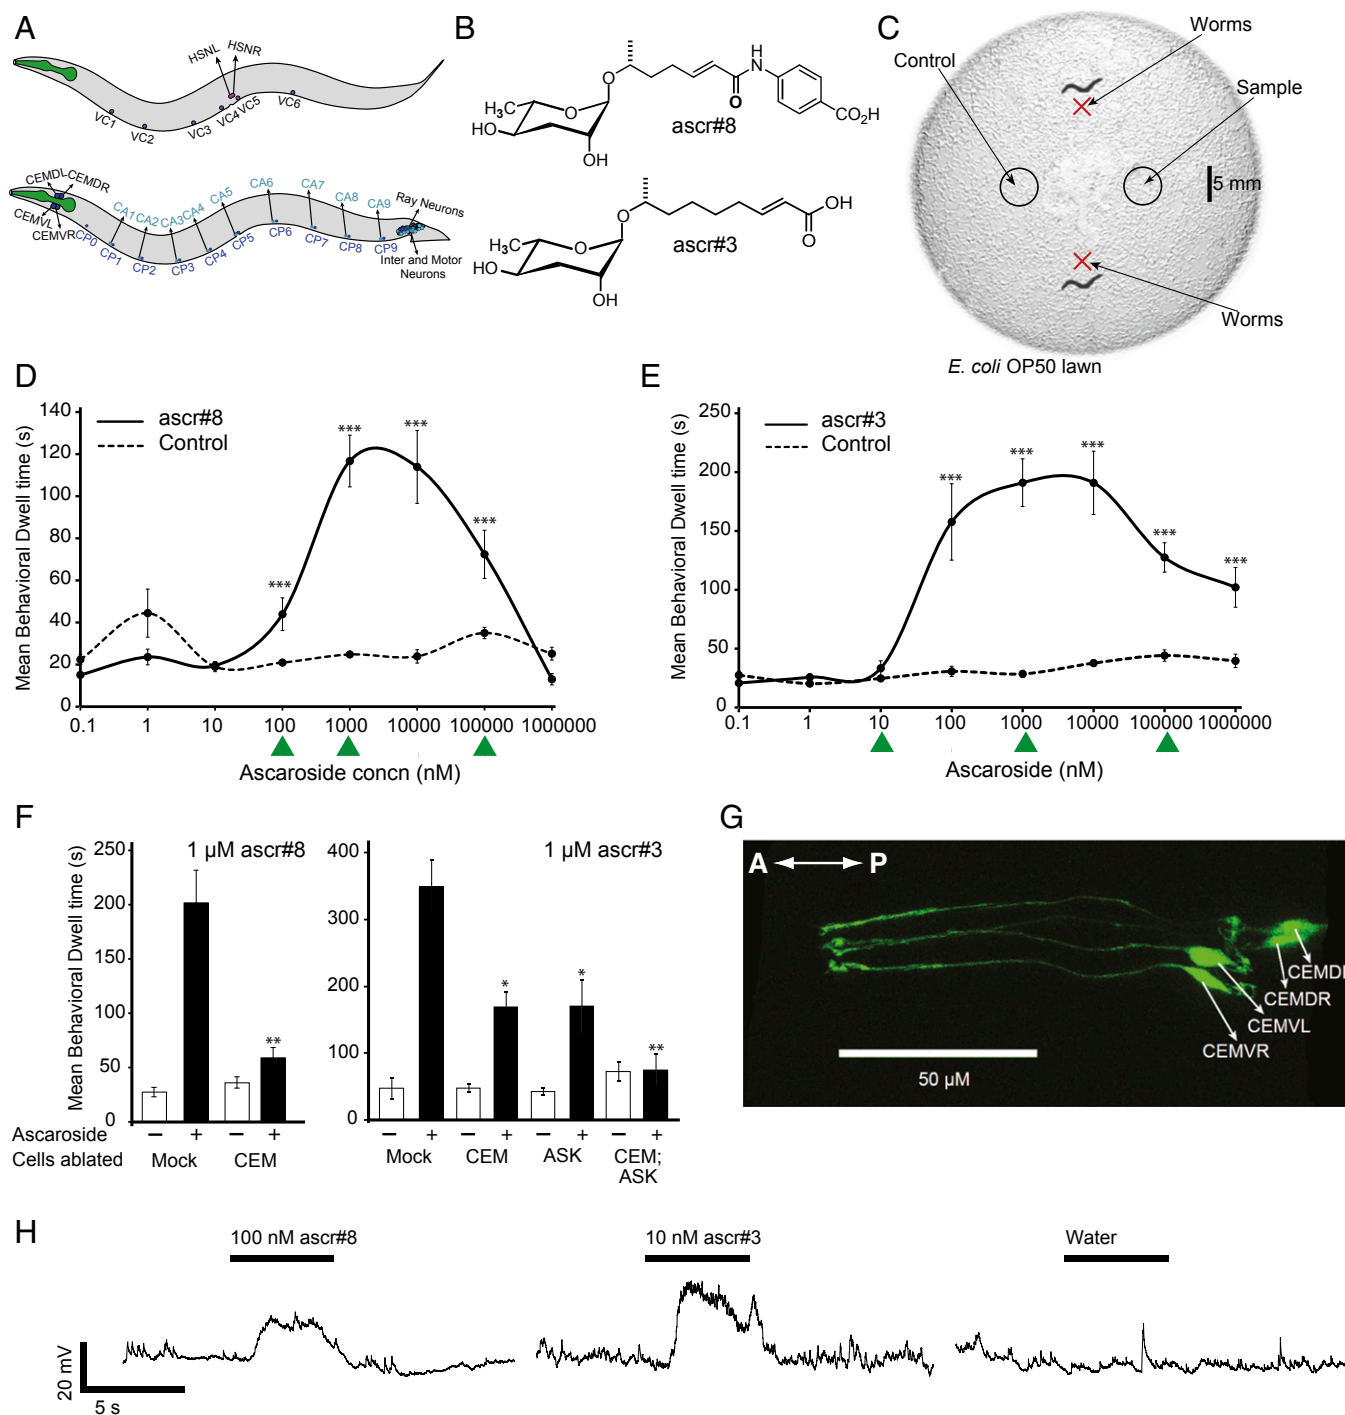 A
HSNL
HSNR
VC1
VC2
VC3
VC4
VC5
VC6
CEMDL
CEMDR
CEMVL
CEMVR
CA1
CA2
CA3
CA4
CA5
CA6
CA7
CA8
CA9
CP0
CP1
CP2
CP3
CP4
CP5
CP6
CP7
CP8
CP9
Ray Neurons
Inter and Motor
Neurons
B
H
N
O
O
O
H₃C
HO
OH
CO₂H
ascr#8
O
O
OH
O
H₃C
HO
OH
ascr#3
C
Worms
Control
Sample
5 mm
Worms
E. coli OP50 lawn
D
Mean Behavioral Dwell time (s)
140
120
100
80
60
40
20
0
ascr#8
Control
***
***
***
***
0.1 1 10 100 1000 10000 100000 1000000
Ascaroside concn (nM)
E
Mean Behavioral Dwell time (s)
250
200
150
100
50
0
ascr#3
Control
***
***
***
***
***
0.1 1 10 100 1000 10000 100000 1000000
Ascaroside (nM)
F
Mean Behavioral Dwell time (s)
250
200
150
100
50
0
1 µM ascr#8
**
Ascaroside − + − +
Cells ablated Mock CEM
400
300
200
100
0
1 µM ascr#3
*
*
**
− + − + − + − +
Mock CEM ASK CEM;
ASK
G
A P
CEMDR
CEMVL
CEMVR
50 µM
H
100 nM ascr#8
10 nM ascr#3
Water
20 mV
5 s